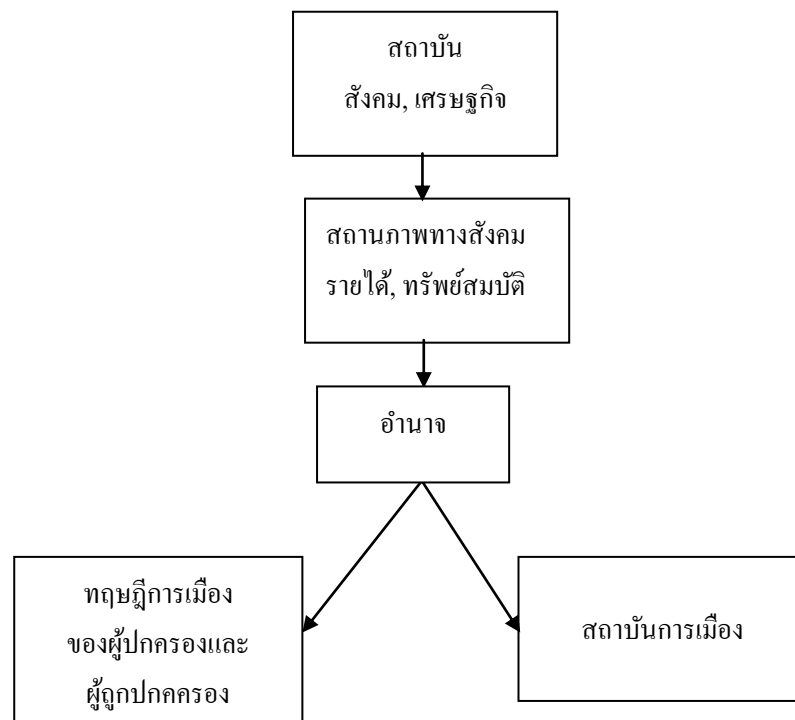 สถาบัน
สังคม, เศรษฐกิจ
สถานภาพทางสังคม
รายได้, ทรัพย์สมบัติ
อำนาจ
ทฤษฎีการเมือง
ของผู้ปกครองและ
ผู้ถูกปกคครอง
สถาบันการเมือง